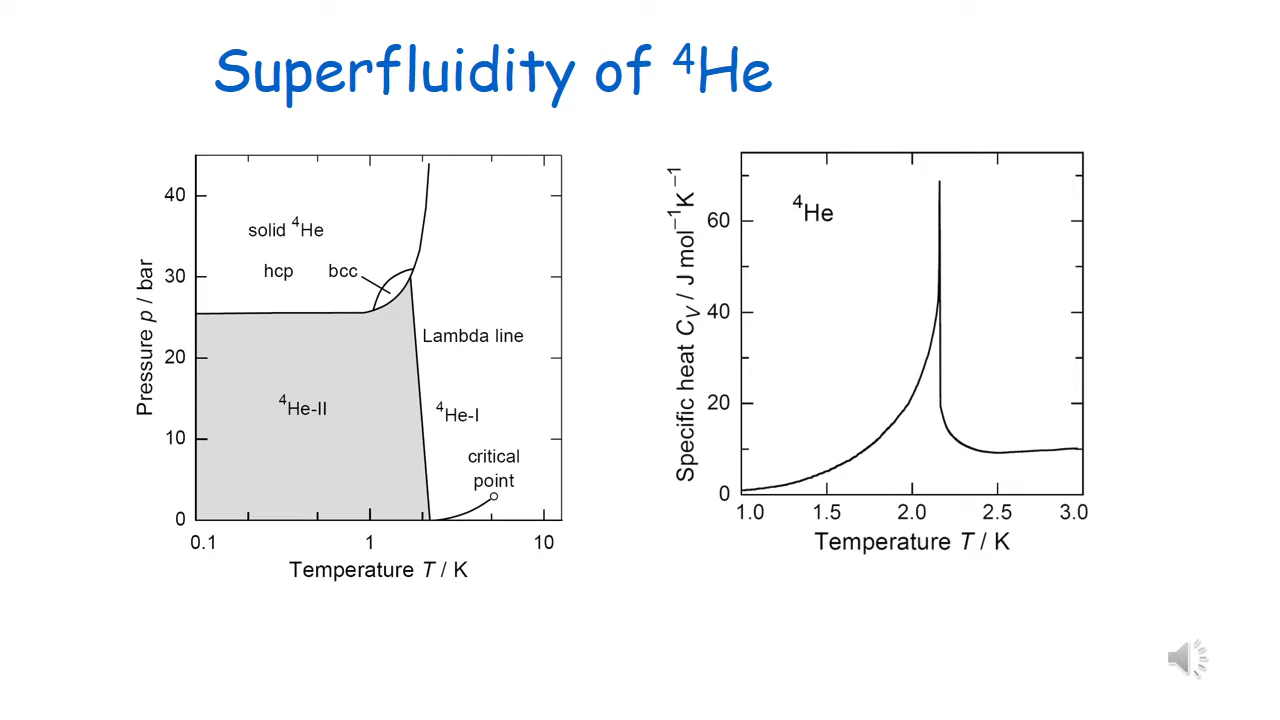 Superfluidity of ⁴He
40
30
20
10
0
Pressure p / bar
solid ⁴He
hcp bcc
Lambda line
⁴He-II
⁴He-I
critical
point
0.1 1 10
Temperature T / K
60
40
20
0
Specific heat C_V / J mol⁻¹K⁻¹
⁴He
1.0 1.5 2.0 2.5 3.0
Temperature T / K